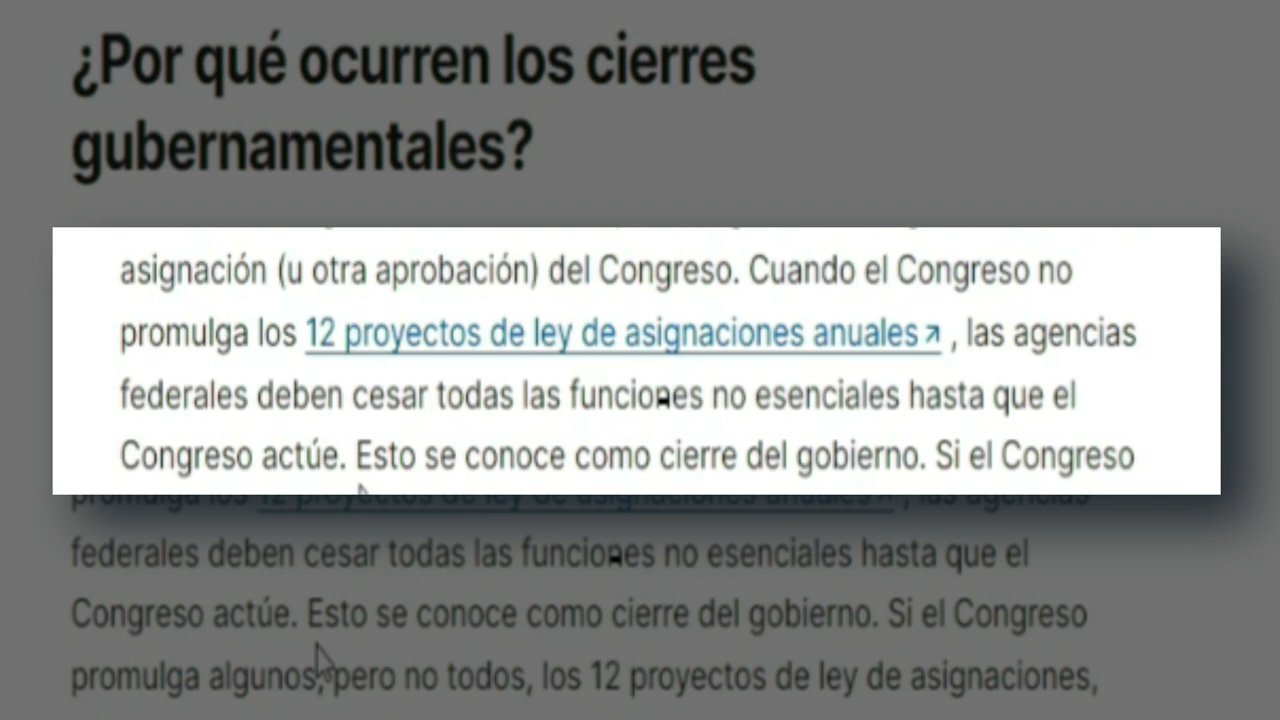 ¿Por qué ocurren los cierres
gubernamentales?
asignación (u otra aprobación) del Congreso. Cuando el Congreso no
promulga los 12 proyectos de ley de asignaciones anuales↗ , las agencias
federales deben cesar todas las funciones no esenciales hasta que el
Congreso actúe. Esto se conoce como cierre del gobierno. Si el Congreso
promulga los 12 proyectos de ley de asignaciones anuales↗ , las agencias
federales deben cesar todas las funciones no esenciales hasta que el
Congreso actúe. Esto se conoce como cierre del gobierno. Si el Congreso
promulga algunos, pero no todos, los 12 proyectos de ley de asignaciones,